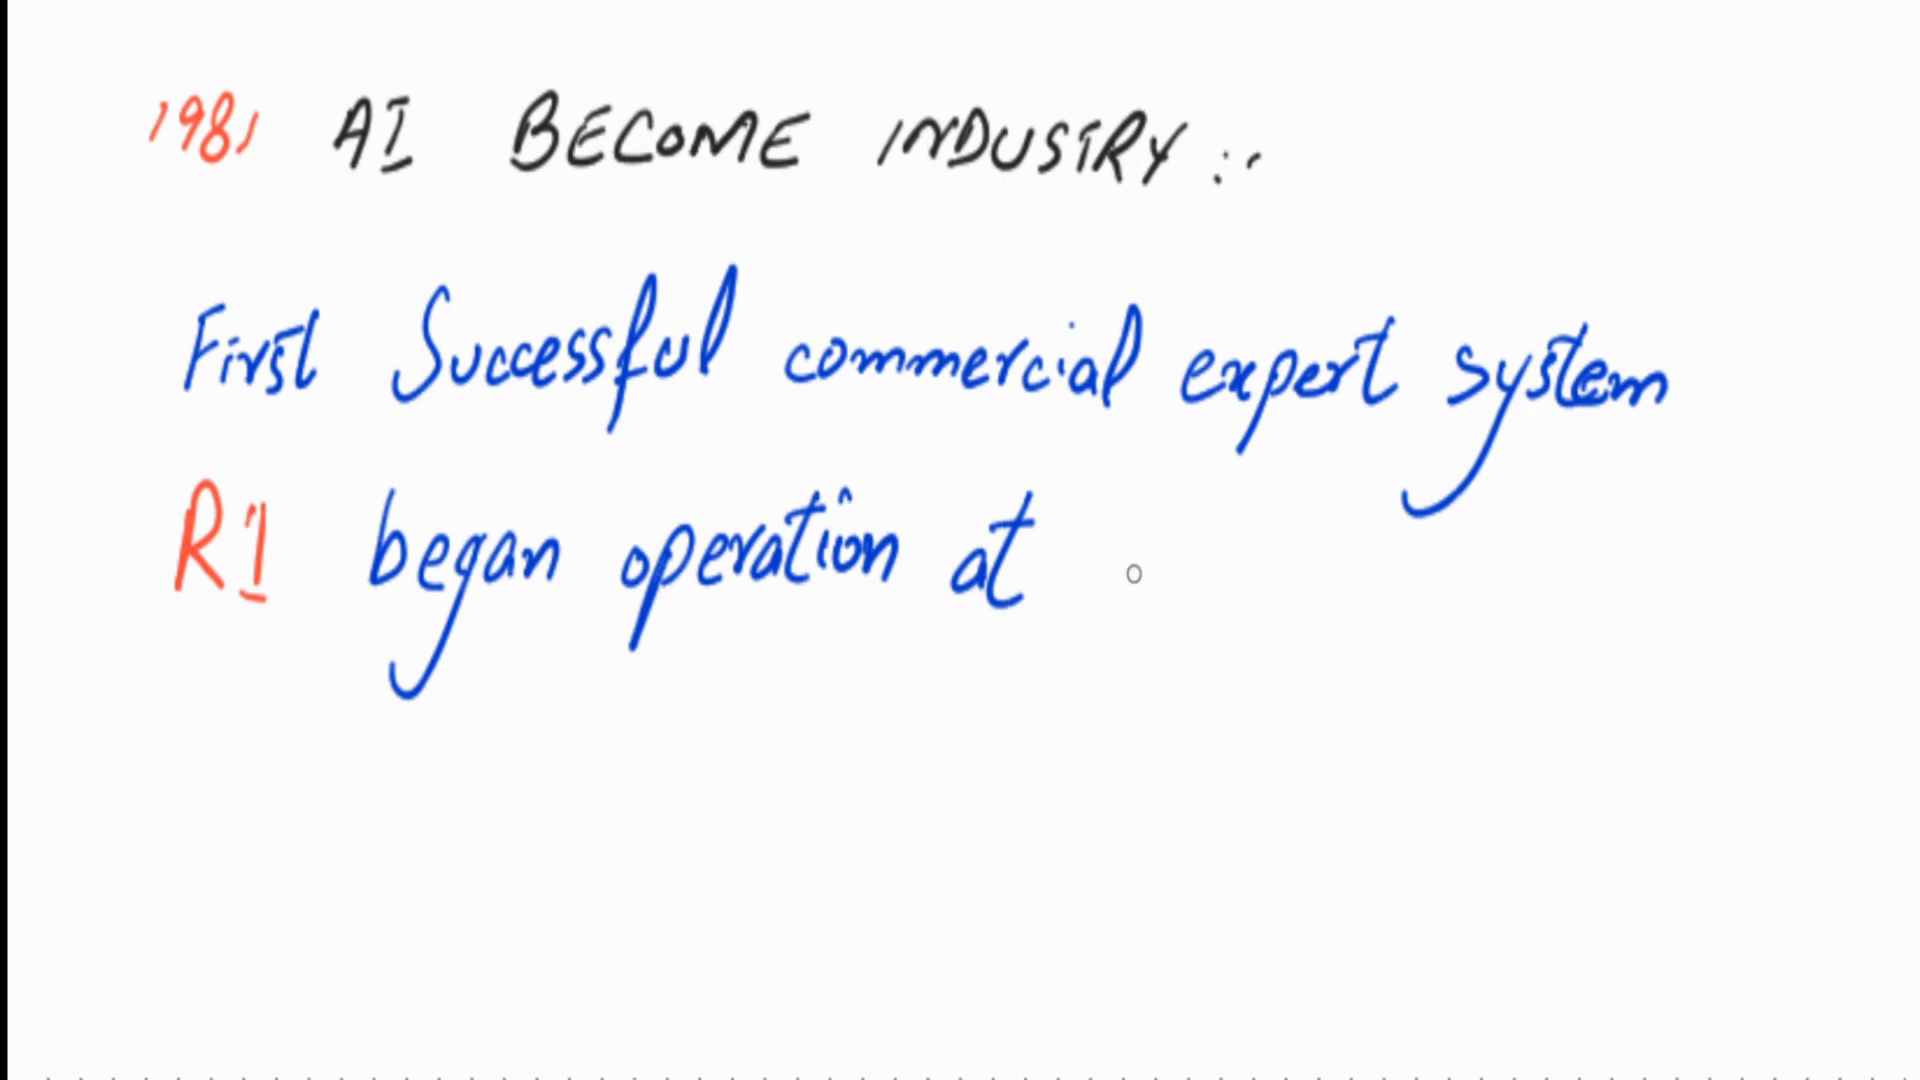 1981 AI BECOME INDUSTRY :-
First Successful commercial expert system
R1 began operation at